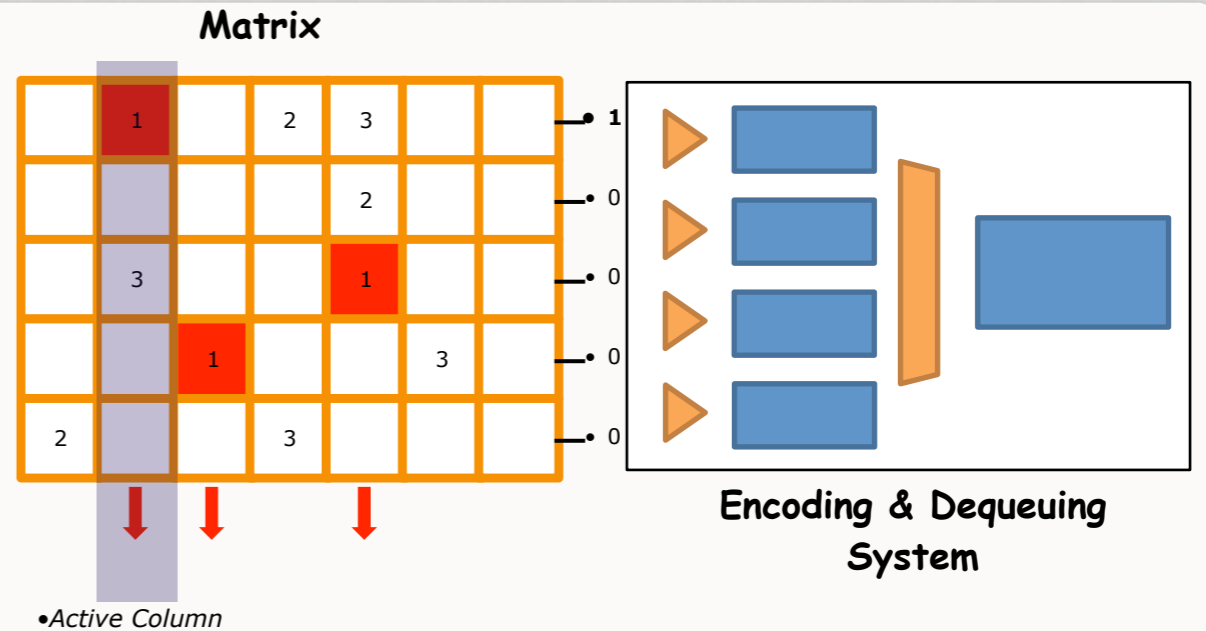 Matrix
1 2 3 1
2 0
3 1 0
1 3 0
2 3 0
Encoding & Dequeuing
System
•Active Column